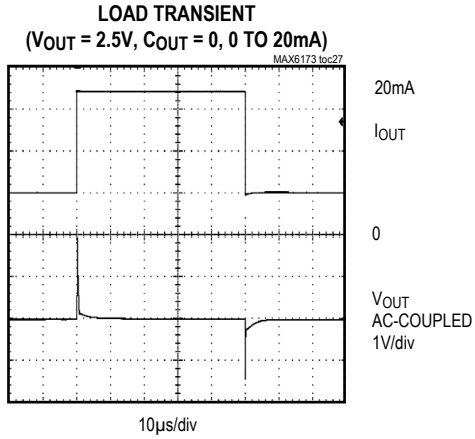 LOAD TRANSIENT
(VOUT = 2.5V, COUT = 0, 0 TO 20mA)
MAX6173 toc27
20mA
IOUT
0
VOUT
AC-COUPLED
1V/div
10µs/div